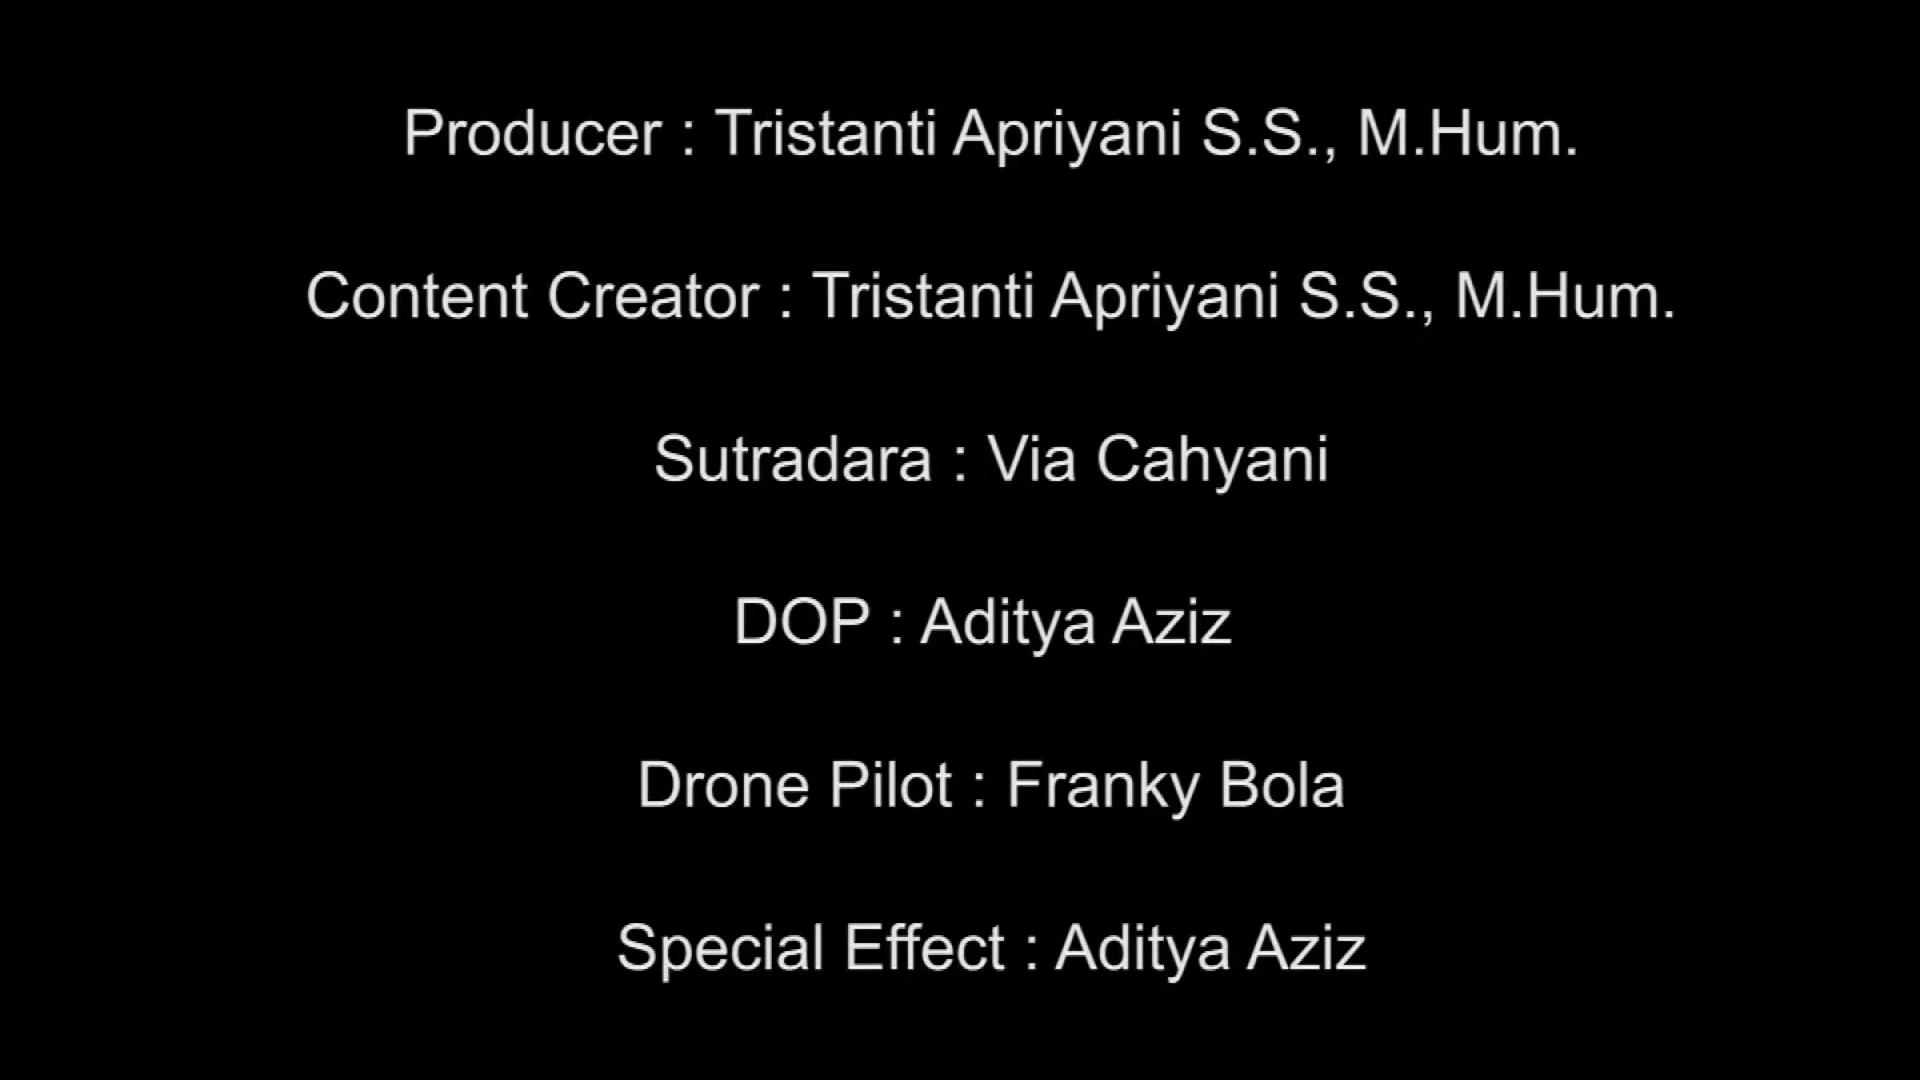 Producer : Tristanti Apriyani S.S., M.Hum.
Content Creator : Tristanti Apriyani S.S., M.Hum.
Sutradara : Via Cahyani
DOP : Aditya Aziz
Drone Pilot : Franky Bola
Special Effect : Aditya Aziz